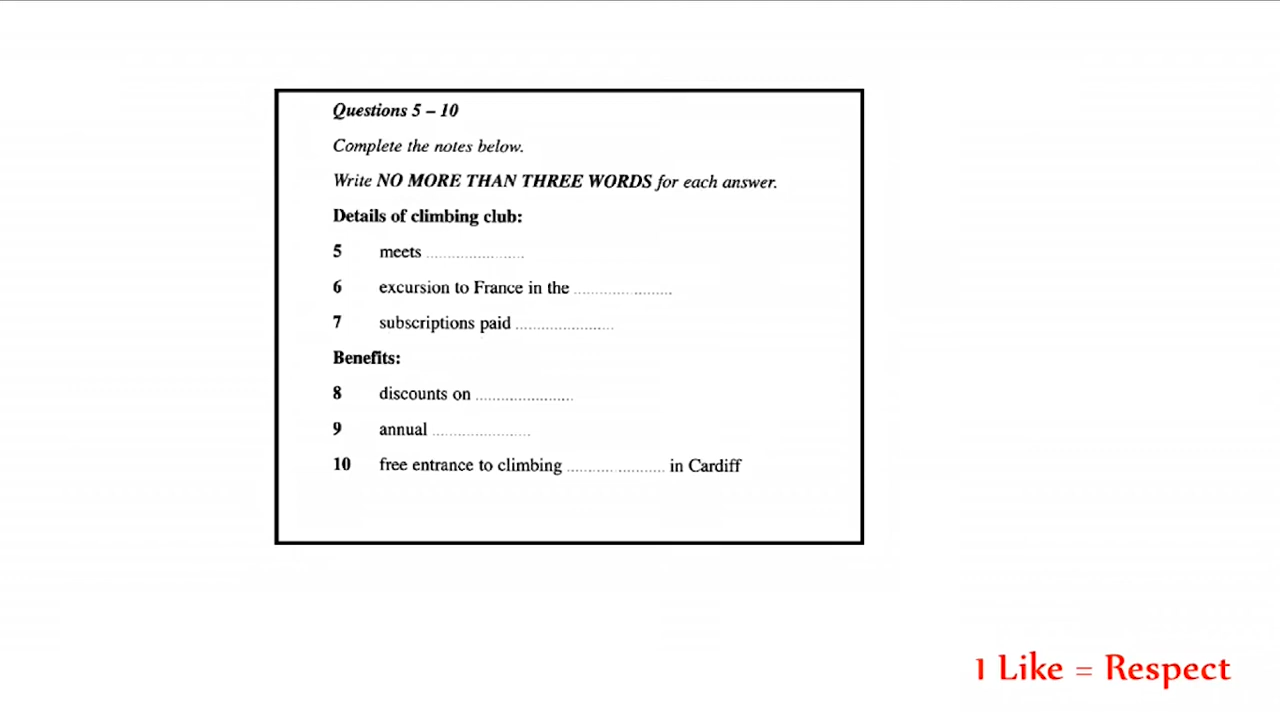 Questions 5 – 10
Complete the notes below.
Write NO MORE THAN THREE WORDS for each answer.
Details of climbing club:
5 meets ........................
6 excursion to France in the ........................
7 subscriptions paid ........................
Benefits:
8 discounts on ........................
9 annual ........................
10 free entrance to climbing ........................ in Cardiff
1 Like = Respect